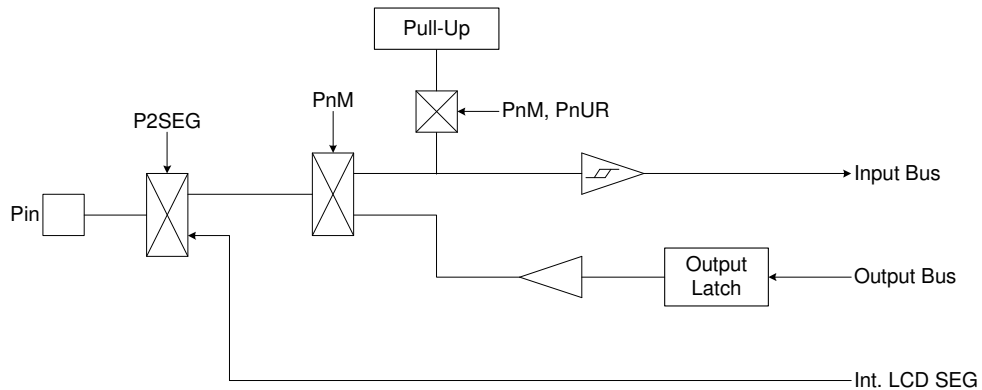 Pull-Up
PnM
PnM, PnUR
P2SEG
Input Bus
Pin
Output
Latch
Output Bus
Int. LCD SEG